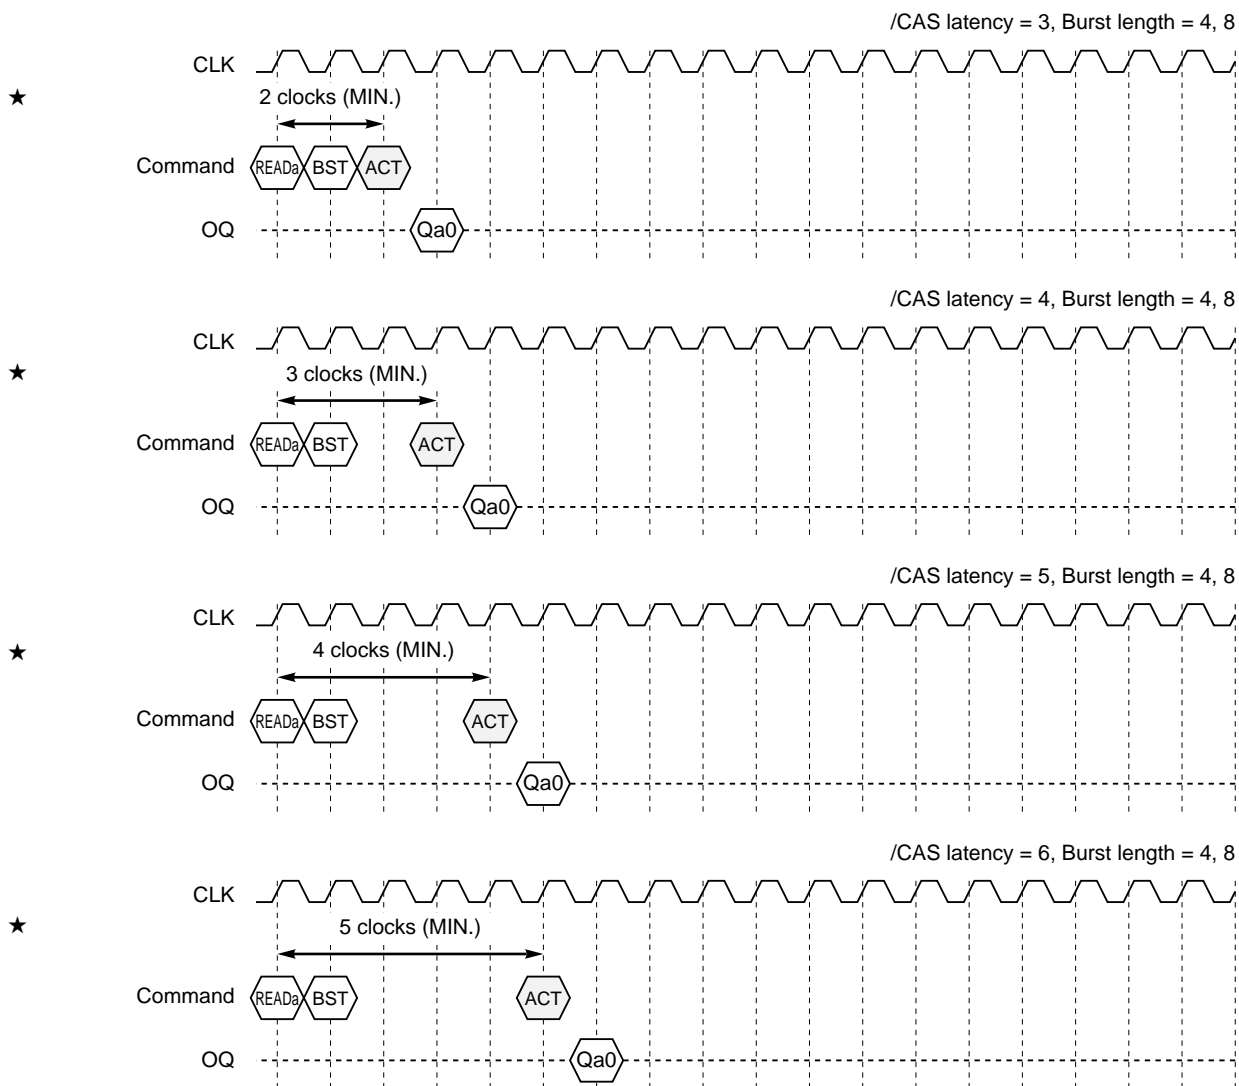 /CAS latency = 3, Burst length = 4, 8
CLK
★
2 clocks (MIN.)
Command READa BST ACT
OQ Qa0
/CAS latency = 4, Burst length = 4, 8
CLK
★
3 clocks (MIN.)
Command READa BST ACT
OQ Qa0
/CAS latency = 5, Burst length = 4, 8
CLK
★
4 clocks (MIN.)
Command READa BST ACT
OQ Qa0
/CAS latency = 6, Burst length = 4, 8
CLK
★
5 clocks (MIN.)
Command READa BST ACT
OQ Qa0